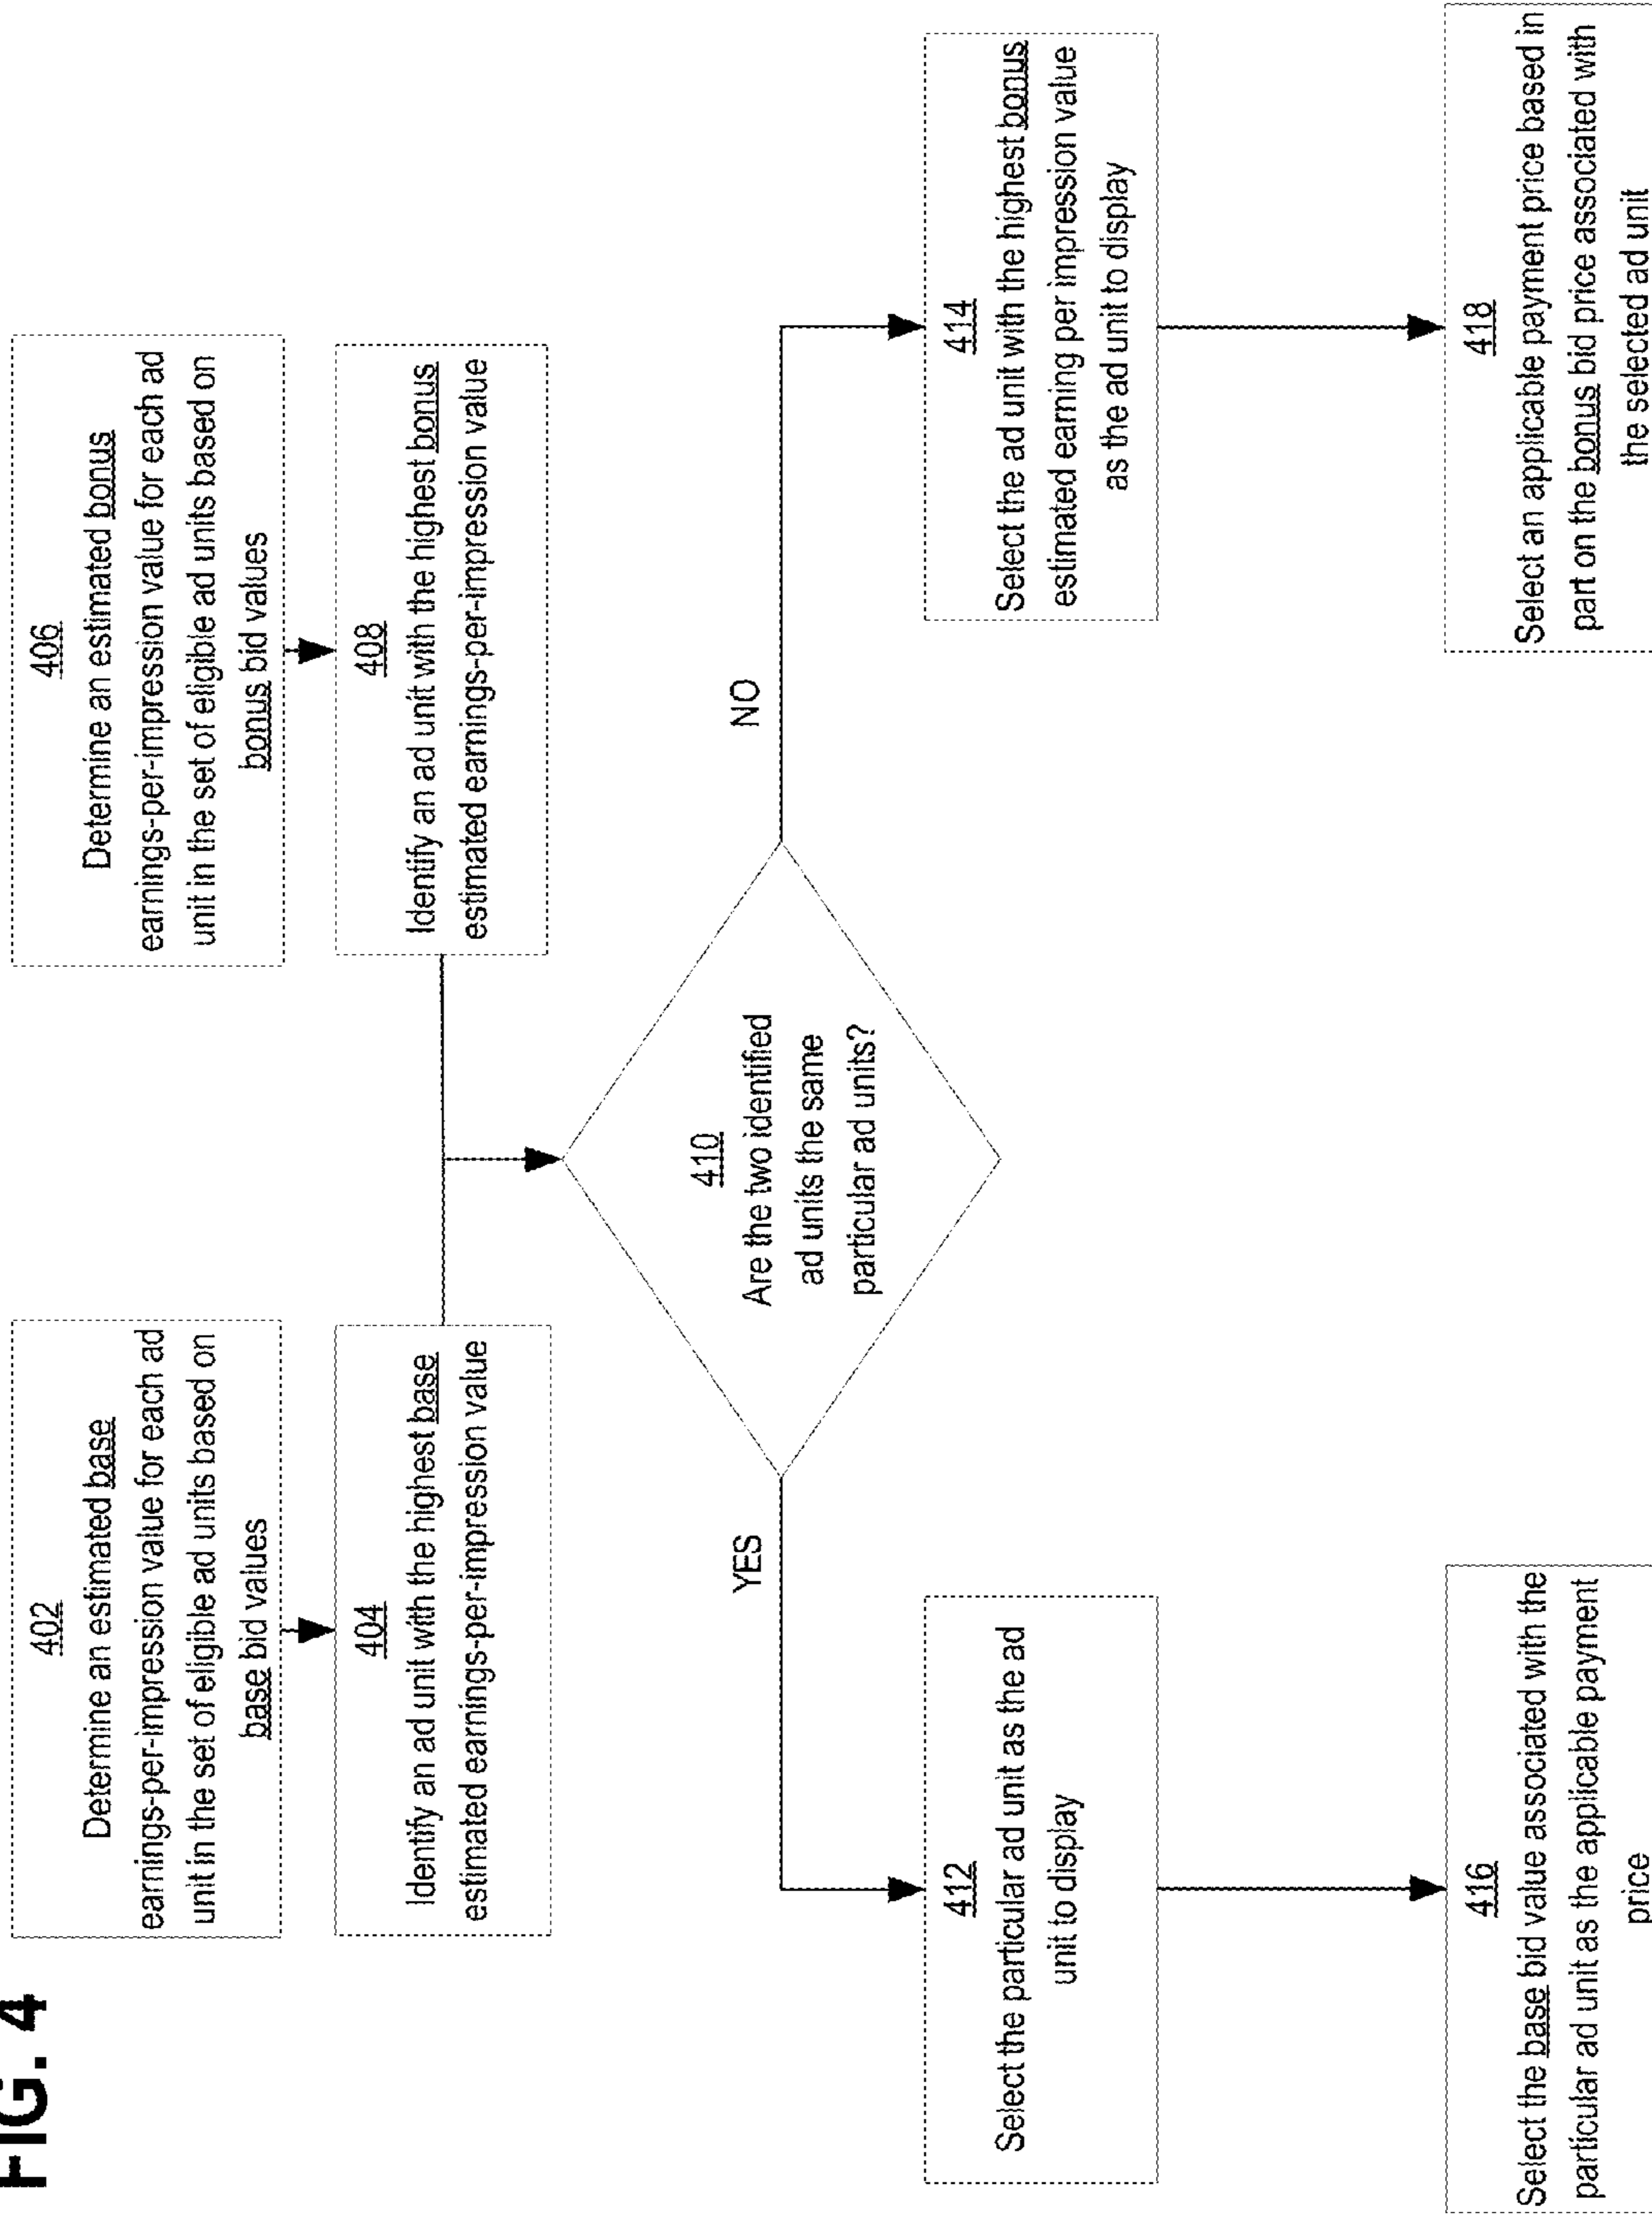 FIG. 4
402
Determine an estimated base
earnings-per-impression value for each ad
unit in the set of eligible ad units based on
base bid values
406
Determine an estimated bonus
earnings-per-impression value for each ad
unit in the set of eligible ad units based on
bonus bid values
404
Identify an ad unit with the highest base
estimated earnings-per-impression value
408
Identify an ad unit with the highest bonus
estimated earnings-per-impression value
410
Are the two identified
ad units the same
particular ad units?
YES
NO
412
Select the particular ad unit as the ad
unit to display
414
Select the ad unit with the highest bonus
estimated earning per impression value
as the ad unit to display
416
Select the base bid value associated with the
particular ad unit as the applicable payment
price
418
Select an applicable payment price based in
part on the bonus bid price associated with
the selected ad unit